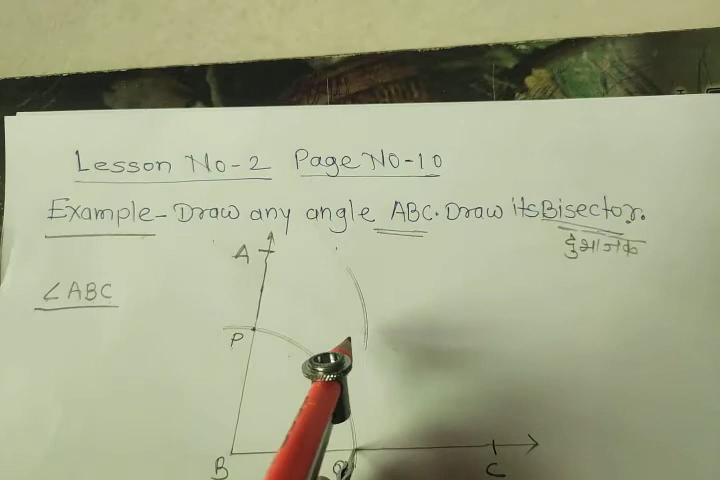 Lesson No-2 Page No-10
Example- Draw any angle ABC. Draw its Bisector.
दुभाजक
A
∠ABC
P
B Q C